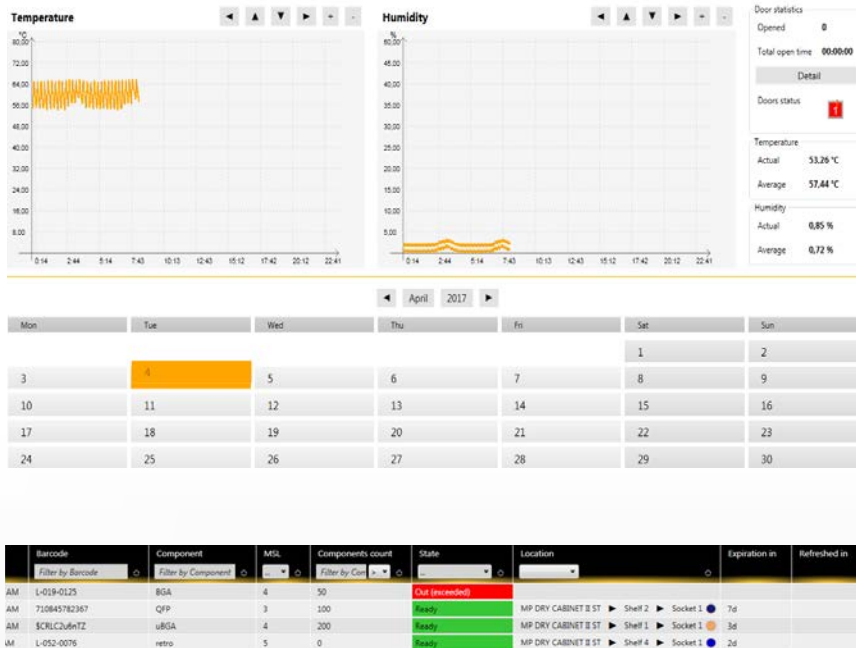 Temperature
Humidity
Door statistics
Opened 0
Total open time 00:00:00
Detail
Doors status
1
Temperature
Actual 53,26 °C
Average 57,44 °C
Humidity
Actual 0,85 %
Average 0,72 %
°C
80,00
72,00
64,00
56,00
48,00
40,00
32,00
24,00
16,00
8,00
0:14 2:44 5:14 7:43 10:13 12:43 15:12 17:42 20:12 22:41
%
50,00
45,00
40,00
35,00
30,00
25,00
20,00
15,00
10,00
5,00
0:14 2:44 5:14 7:43 10:13 12:43 15:12 17:42 20:12 22:41
April 2017
Mon Tue Wed Thu Fri Sat Sun
1 2
3 4 5 6 7 8 9
10 11 12 13 14 15 16
17 18 19 20 21 22 23
24 25 26 27 28 29 30
Barcode Component MSL Components count State Location Expiration in Refreshed in
Filter by Barcode Filter by Component .. Filter by Con > ..
AM L-019-0125 BGA 4 50 Out (exceeded)
AM 710845782367 QFP 3 100 Ready MP DRY CABINET II ST ▶ Shelf 2 ▶ Socket 1 7d
AM $CRLC2u6nTZ uBGA 4 200 Ready MP DRY CABINET II ST ▶ Shelf 1 ▶ Socket 1 3d
AM L-052-0076 retro 5 0 Ready MP DRY CABINET II ST ▶ Shelf 4 ▶ Socket 1 2d